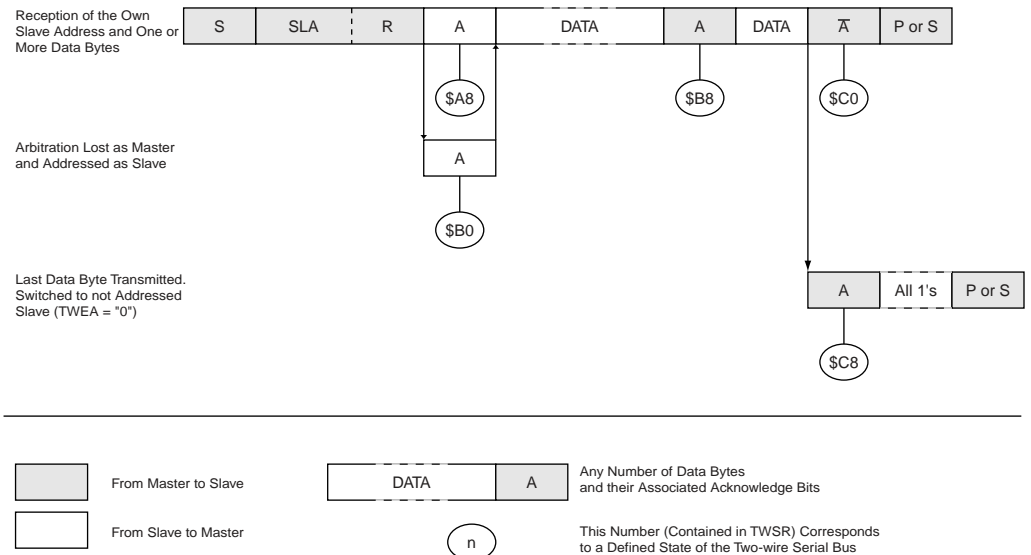 Reception of the Own
Slave Address and One or
More Data Bytes
S SLA R A DATA A DATA A̅ P or S
$A8 $B8 $C0
Arbitration Lost as Master
and Addressed as Slave
A
$B0
Last Data Byte Transmitted.
Switched to not Addressed
Slave (TWEA = "0")
A All 1's P or S
$C8
From Master to Slave
DATA A
Any Number of Data Bytes
and their Associated Acknowledge Bits
From Slave to Master
n
This Number (Contained in TWSR) Corresponds
to a Defined State of the Two-wire Serial Bus